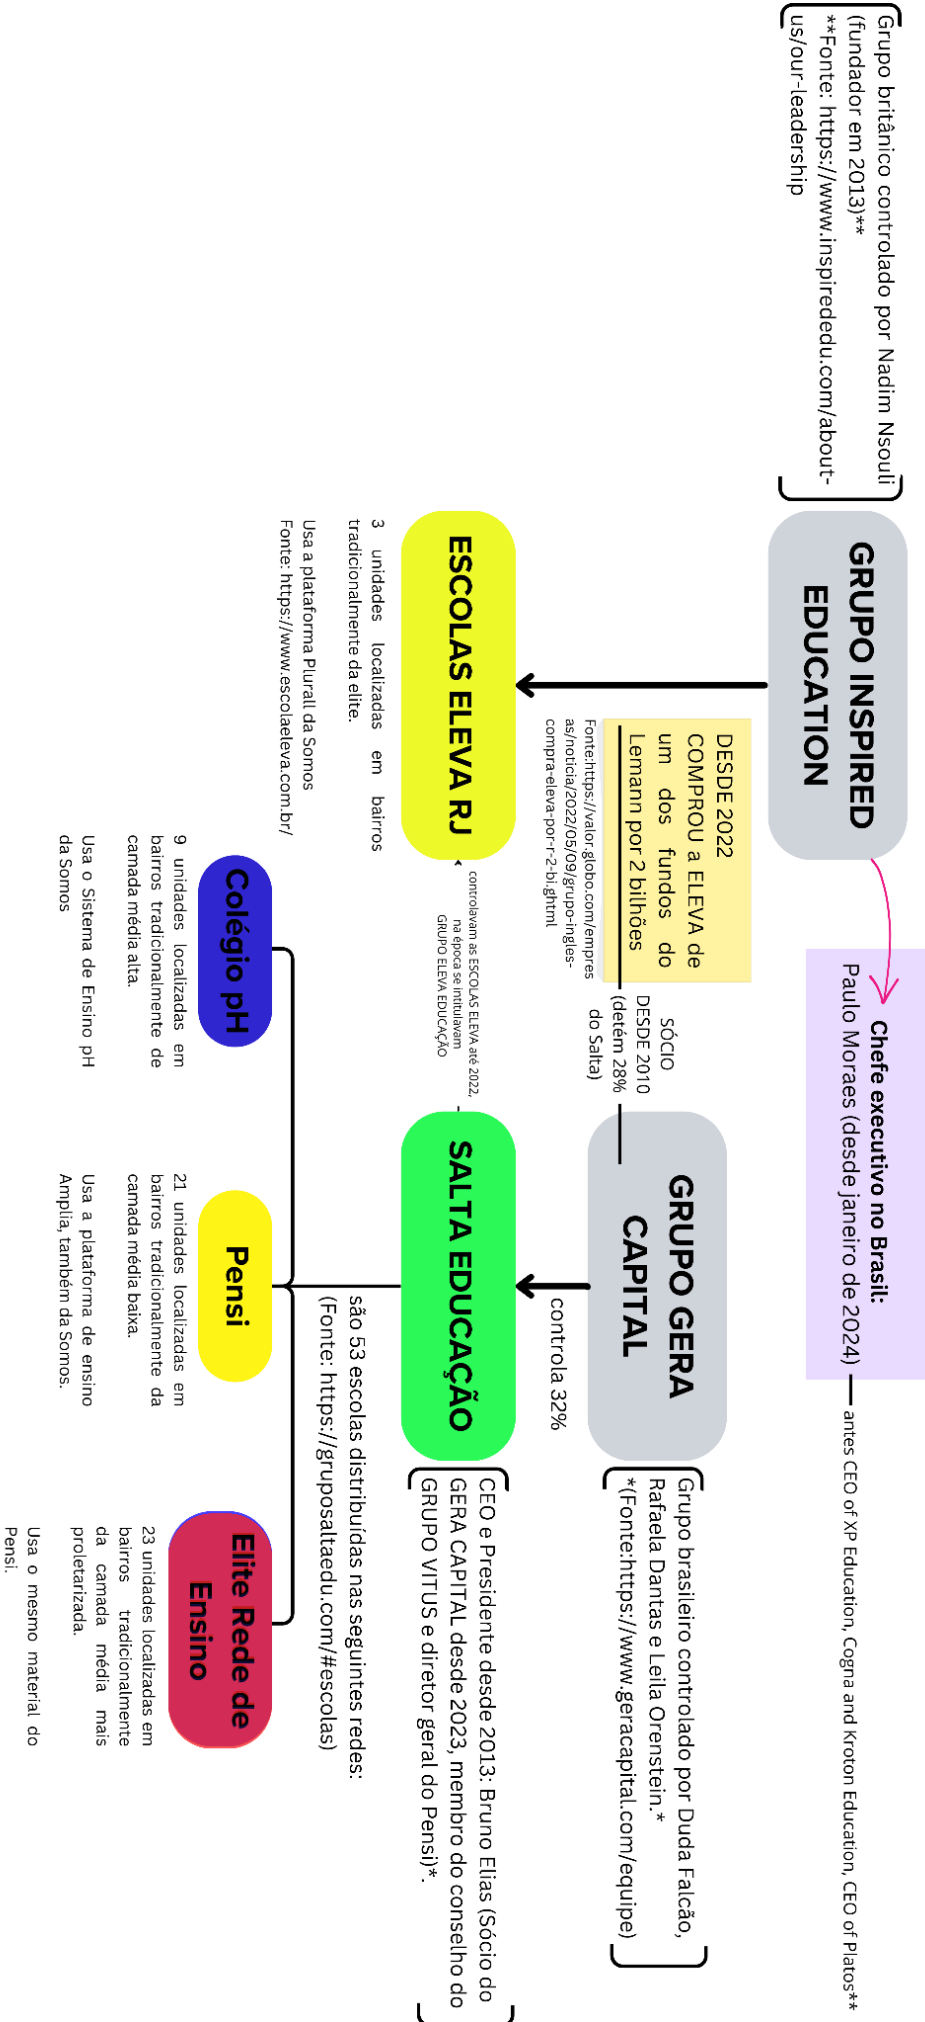 Grupo britânico controlado por Nadim Nsouli
(fundador em 2013)**
**Fonte: https://www.inspirededu.com/about-
us/our-leadership
GRUPO INSPIRED
EDUCATION
Chefe executivo no Brasil:
Paulo Moraes (desde janeiro de 2024)
antes CEO of XP Education, Cogna and Kroton Education, CEO of Platos**
DESDE 2022
COMPROU a ELEVA de
um dos fundos do
Lemann por 2 bilhões
Fonte:https://valor.globo.com/empres
as/noticia/2022/05/09/grupo-ingles-
compra-eleva-por-r-2-bi.ghtml
SÓCIO
DESDE 2010
(detém 28%
do Salta)
GRUPO GERA
CAPITAL
Grupo brasileiro controlado por Duda Falcão,
Rafaela Dantas e Leila Orenstein.*
*(Fonte:https://www.geracapital.com/equipe)
controla 32%
ESCOLAS ELEVA RJ
controlavam as ESCOLAS ELEVA até 2022,
na época se intitulavam
GRUPO ELEVA EDUCAÇÃO
SALTA EDUCAÇÃO
CEO e Presidente desde 2013: Bruno Elias (Sócio do
GERA CAPITAL desde 2023, membro do conselho do
GRUPO VITUS e diretor geral do Pensi)*.
3 unidades localizadas em bairros
tradicionalmente da elite.
Usa a plataforma Plurall da Somos
Fonte: https://www.escolaeleva.com.br/
são 53 escolas distribuídas nas seguintes redes:
(Fonte: https://gruposaltaedu.com/#escolas)
Colégio pH
9 unidades localizadas em
bairros tradicionalmente de
camada média alta.
Usa o Sistema de Ensino pH
da Somos
Pensi
21 unidades localizadas em
bairros tradicionalmente da
camada média baixa.
Usa a plataforma de ensino
Amplia, também da Somos.
Elite Rede de
Ensino
23 unidades localizadas em
bairros tradicionalmente
da camada média mais
proletarizada.
Usa o mesmo material do
Pensi.